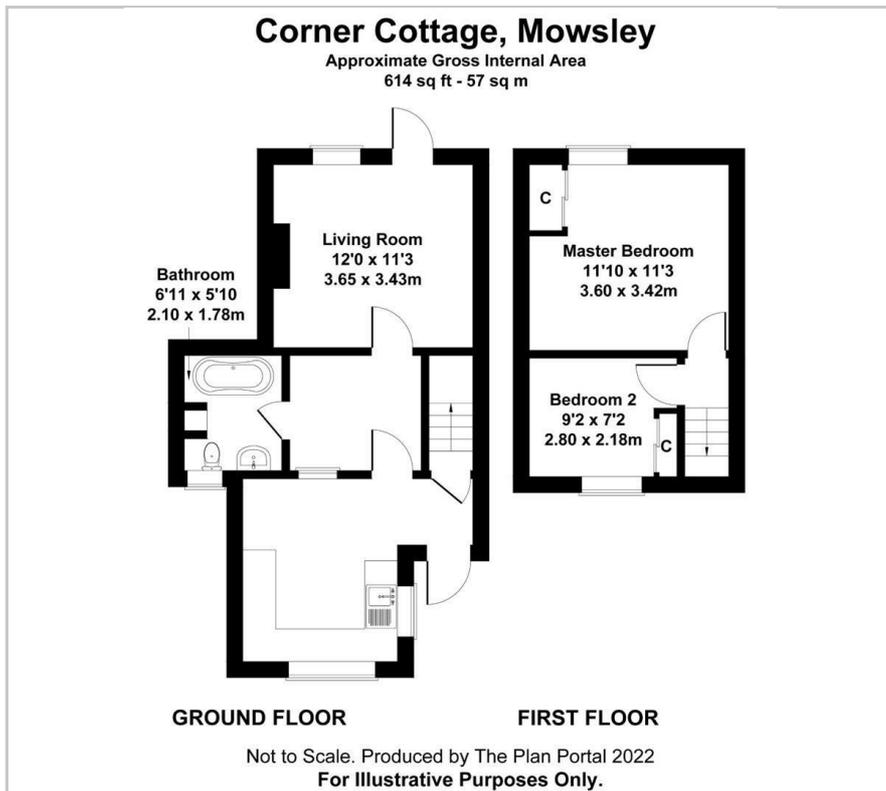 Corner Cottage, Mowsley
Approximate Gross Internal Area
614 sq ft - 57 sq m
Living Room
12'0 x 11'3
3.65 x 3.43m
Bathroom
6'11 x 5'10
2.10 x 1.78m
C
Master Bedroom
11'10 x 11'3
3.60 x 3.42m
Bedroom 2
9'2 x 7'2
2.80 x 2.18m
C
GROUND FLOOR
FIRST FLOOR
Not to Scale. Produced by The Plan Portal 2022
For Illustrative Purposes Only.